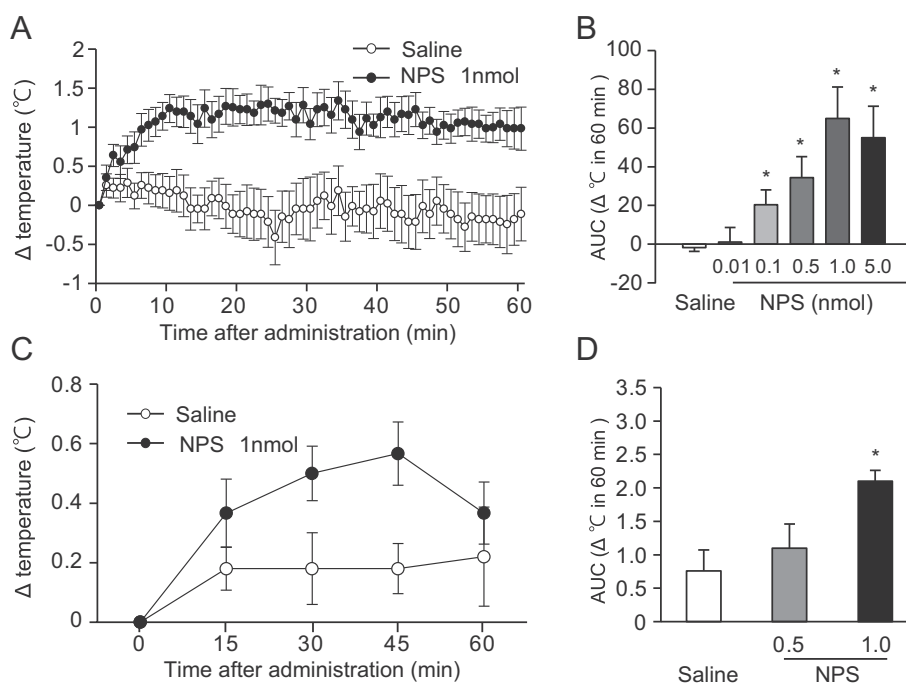 A
Δ temperature (℃)
2
1.5
1
0.5
0
-0.5
-1
Saline
NPS 1nmol
0 10 20 30 40 50 60
Time after administration (min)
B
AUC (Δ ℃ in 60 min)
100
80
60
40
20
0
-20
* * * *
0.01 0.1 0.5 1.0 5.0
Saline NPS (nmol)
C
Δ temperature (℃)
0.8
0.6
0.4
0.2
0
Saline
NPS 1nmol
0 15 30 45 60
Time after administration (min)
D
AUC (Δ ℃ in 60 min)
3.5
3.0
2.5
2.0
1.5
1.0
0.5
0
*
0.5 1.0
Saline NPS